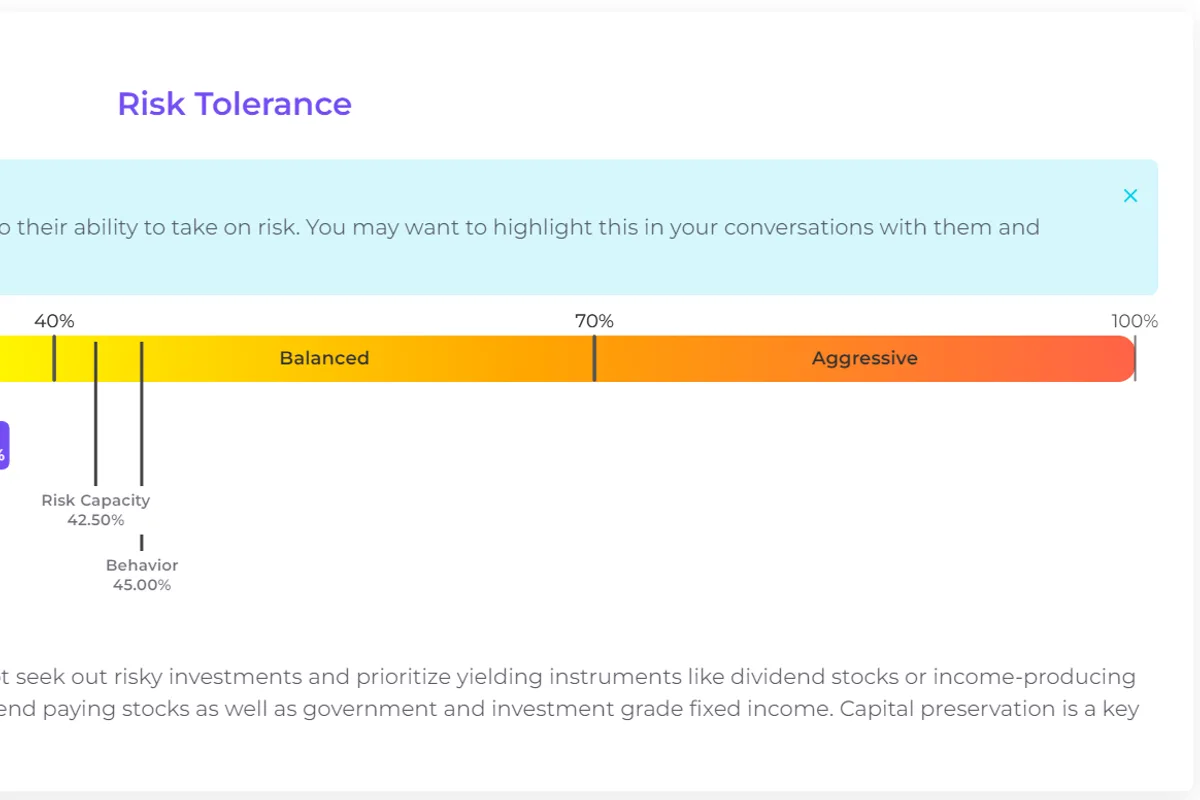 Risk Tolerance
their ability to take on risk. You may want to highlight this in your conversations with them and
40% 70% 100%
Balanced Aggressive
%
Risk Capacity
42.50%
Behavior
45.00%
seek out risky investments and prioritize yielding instruments like dividend stocks or income-producing
paying stocks as well as government and investment grade fixed income. Capital preservation is a key